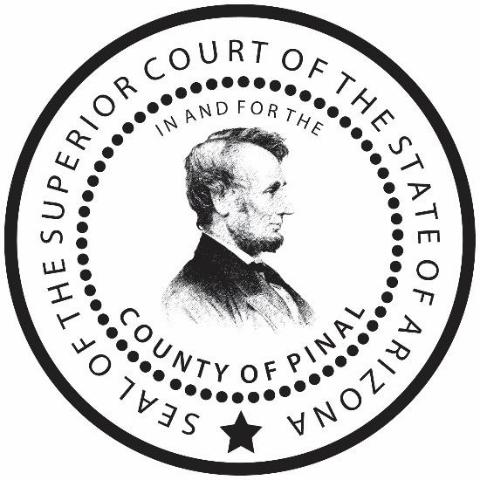 SEAL OF THE SUPERIOR COURT OF THE STATE OF ARIZONA
IN AND FOR THE
COUNTY OF PINAL